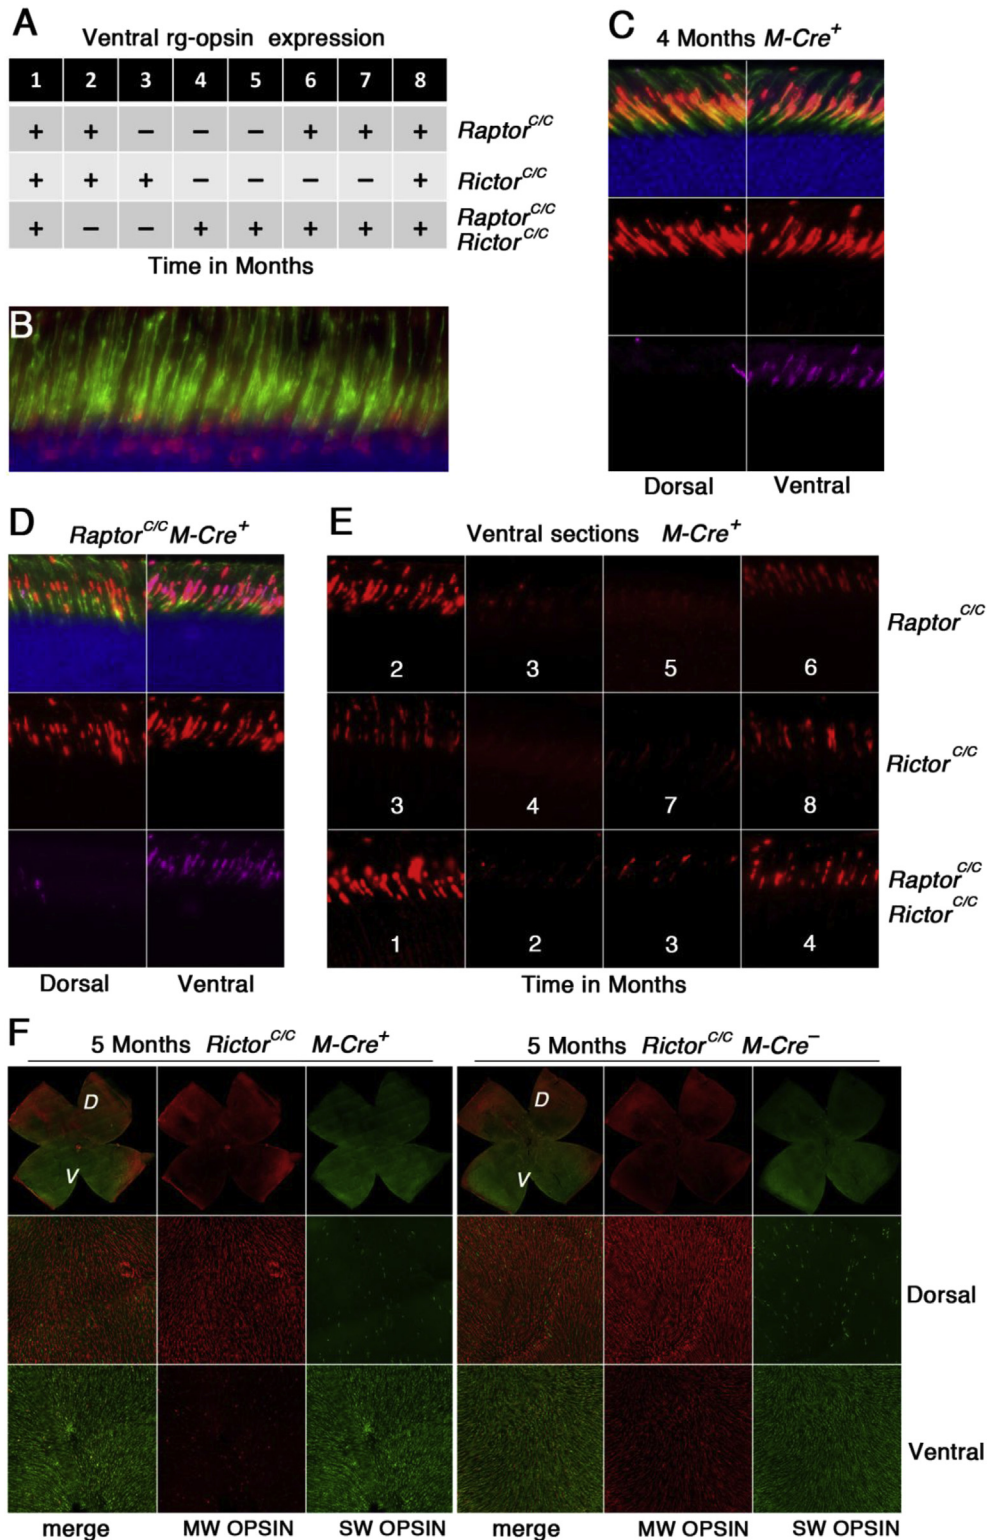 A
Ventral rg-opsin expression
1 2 3 4 5 6 7 8
+ + − − − + + + Raptor^C/C
+ + + − − − − + Rictor^C/C
+ − − + + + + + Raptor^C/C Rictor^C/C
Time in Months
B
C
4 Months M-Cre+
Dorsal Ventral
D
Raptor^C/C M-Cre+
Dorsal Ventral
E
Ventral sections M-Cre+
2 3 5 6 Raptor^C/C
3 4 7 8 Rictor^C/C
1 2 3 4 Raptor^C/C Rictor^C/C
Time in Months
F
5 Months Rictor^C/C M-Cre+
5 Months Rictor^C/C M-Cre−
D
V
D
V
Dorsal
Ventral
merge MW OPSIN SW OPSIN merge MW OPSIN SW OPSIN